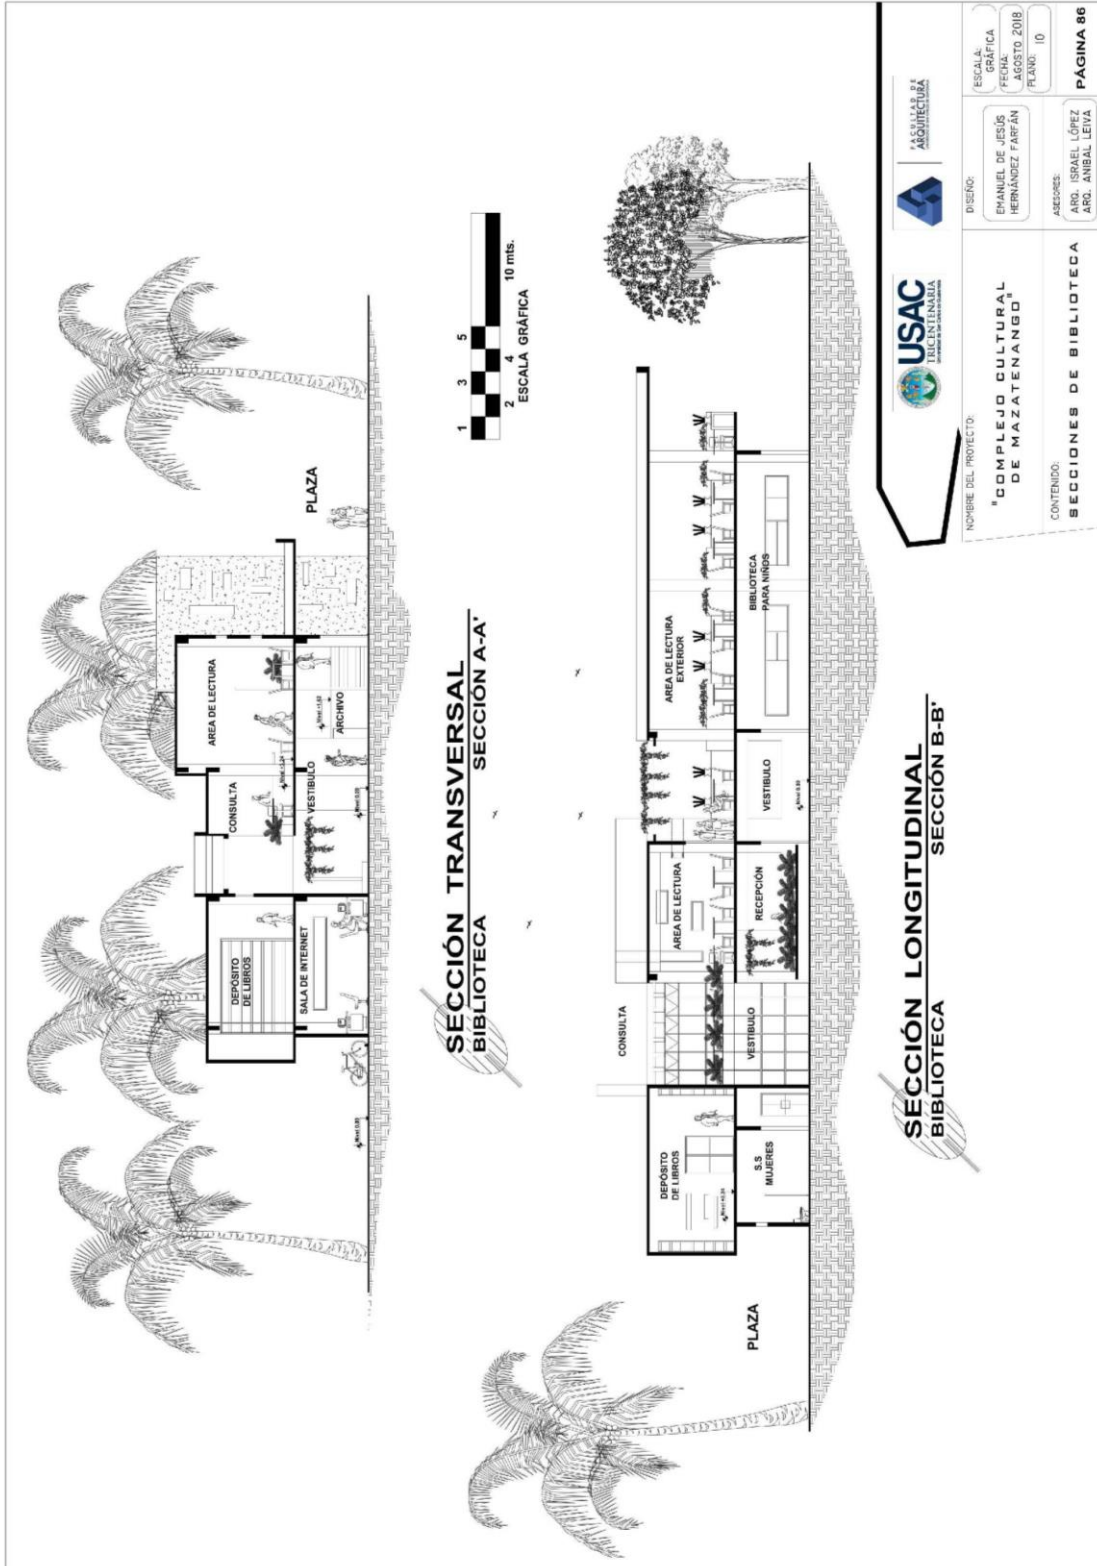 PLAZA
AREA DE LECTURA
CONSULTA
ARCHIVO
VESTIBULO
DEPÓSITO
DE LIBROS
SALA DE INTERNET
SECCIÓN TRANSVERSAL
BIBLIOTECA
SECCIÓN A-A'
1 3 5
2 4 10 mts.
ESCALA GRÁFICA
CONSULTA
DEPÓSITO
DE LIBROS
AREA DE LECTURA
AREA DE LECTURA
EXTERIOR
S.S
MUJERES
VESTIBULO
RECEPCIÓN
VESTIBULO
BIBLIOTECA
PARA NIÑOS
PLAZA
SECCIÓN LONGITUDINAL
BIBLIOTECA
SECCIÓN B-B'
USAC
TRICENTENARIA
FACULTAD DE
ARQUITECTURA
NOMBRE DEL PROYECTO:
"COMPLEJO CULTURAL
DE MAZATENANGO"
CONTENIDO:
SECCIONES DE BIBLIOTECA
DISEÑO:
EMANUEL DE JESÚS
HERNÁNDEZ FARFÁN
ASESORES:
ARQ. ISRAEL LÓPEZ
ARQ. ANIBAL LEIVA
ESCALA:
GRÁFICA
FECHA:
AGOSTO 2018
PLANO:
10
PÁGINA 86